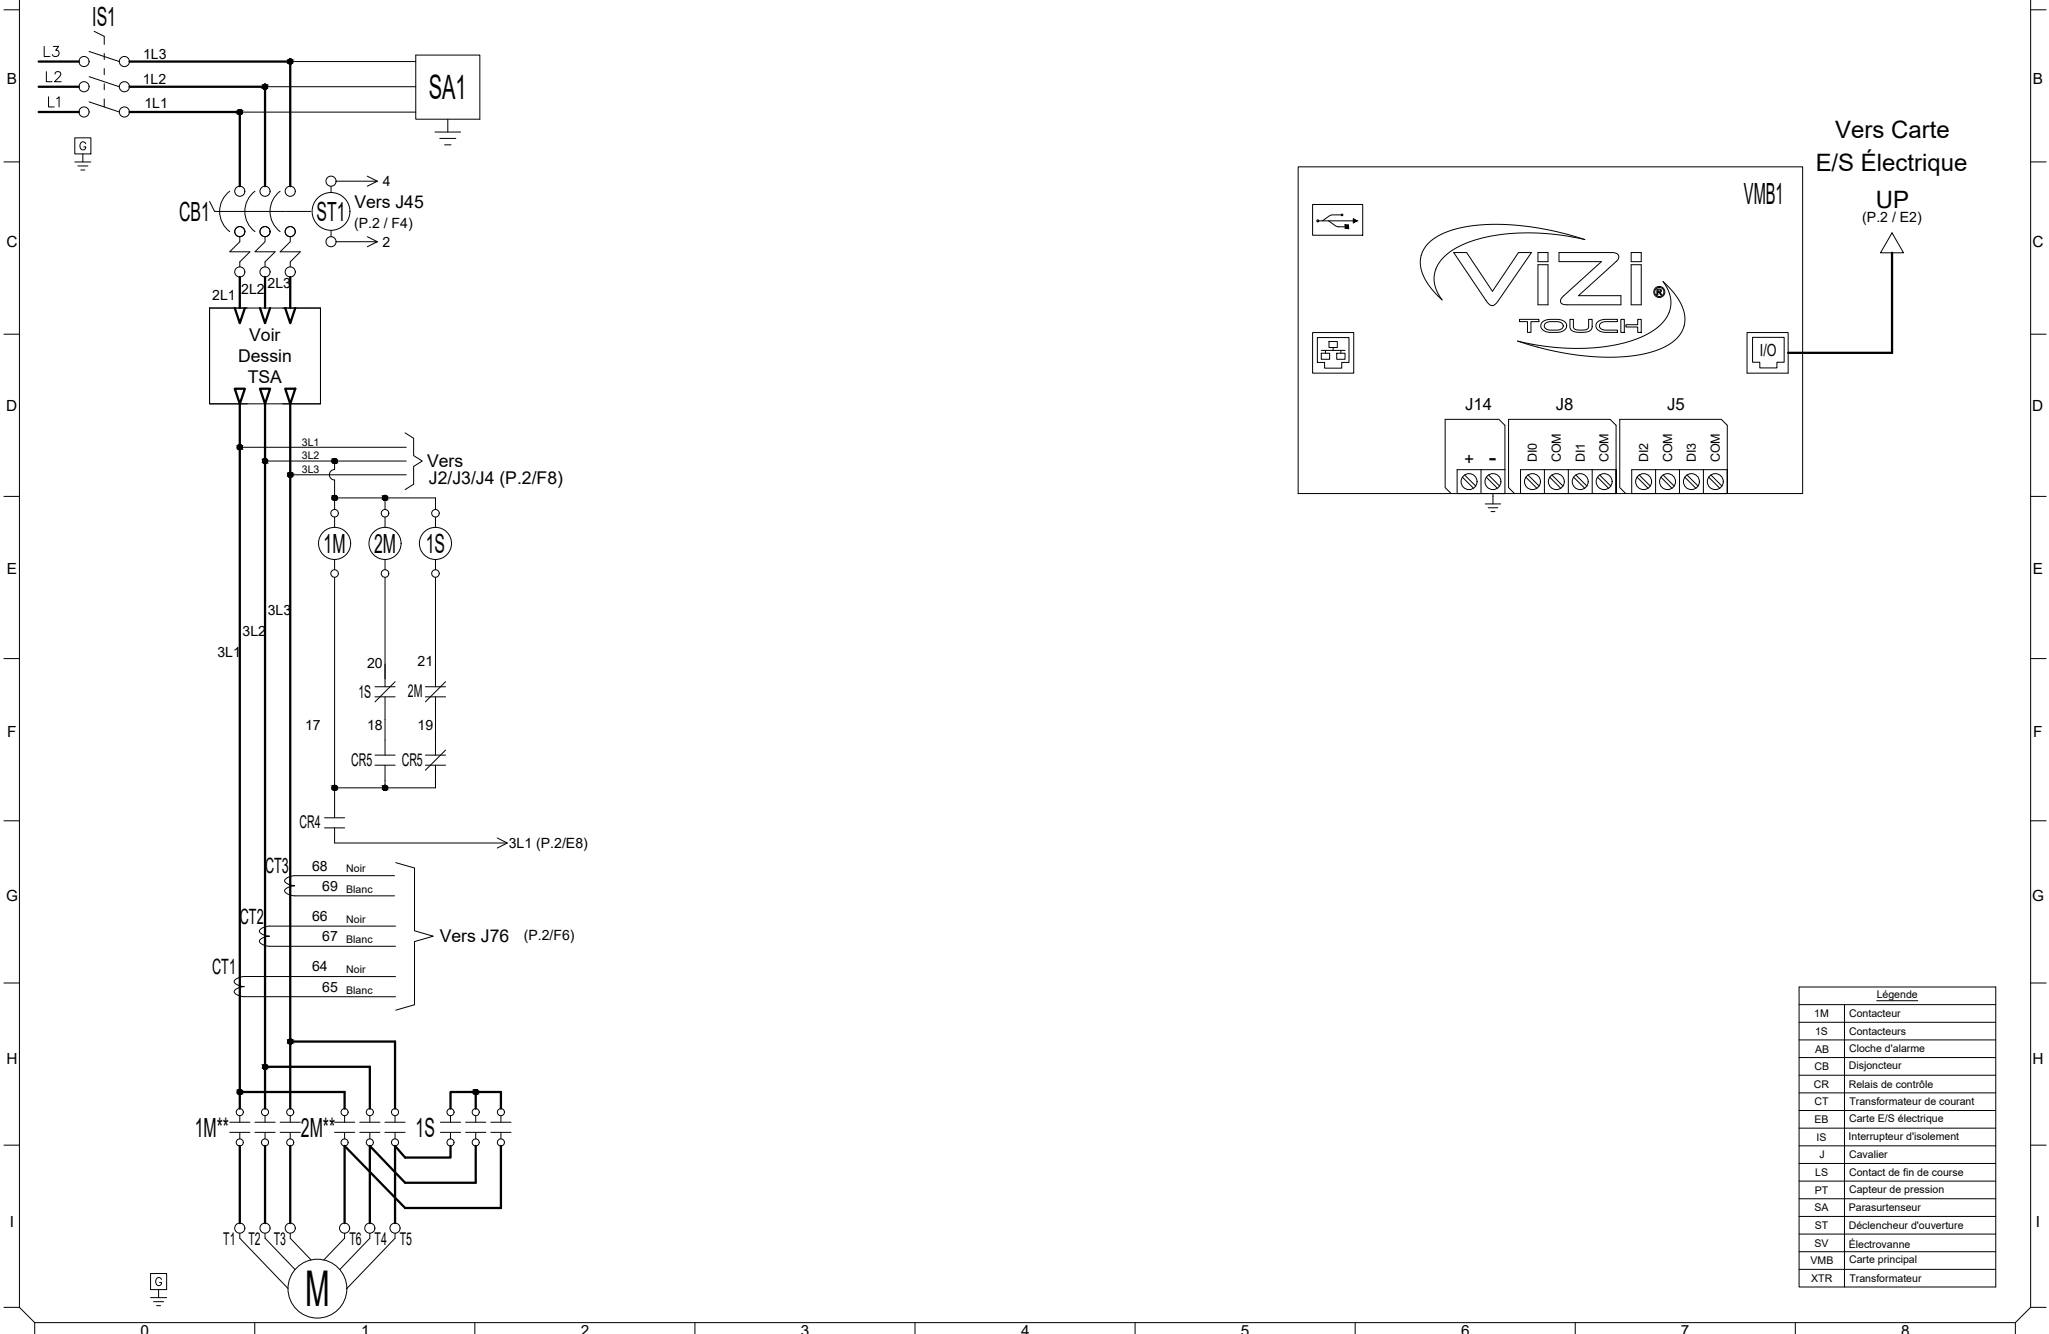 IS1
L3
1L3
L2
1L2
L1
1L1
SA1
B
B
G
CB1
ST1
4
Vers J45
(P.2 / F4)
2
C
C
2L1
2L2
2L3
Voir
Dessin
TSA
D
D
3L1
3L2
3L3
Vers
J2/J3/J4 (P.2/F8)
1M
2M
1S
E
E
3L3
3L2
3L1
20
21
1S
2M
17
18
19
F
F
CR5
CR5
CR4
3L1 (P.2/E8)
CT3
68 Noir
69 Blanc
G
G
CT2
66 Noir
67 Blanc
Vers J76 (P.2/F6)
CT1
64 Noir
65 Blanc
H
H
1M**
2M**
1S
I
I
T1
T2
T3
T6
T4
T5
M
G
Vers Carte
E/S Électrique
UP
(P.2 / E2)
VMB1
ViZi
®
TOUCH
I/O
J14
J8
J5
+
-
DI0
COM
DI1
COM
DI2
COM
DI3
COM
Légende
1M Contacteur
1S Contacteurs
AB Cloche d'alarme
CB Disjoncteur
CR Relais de contrôle
CT Transformateur de courant
EB Carte E/S électrique
IS Interrupteur d'isolement
J Cavalier
LS Contact de fin de course
PT Capteur de pression
SA Parasurtenseur
ST Déclencheur d'ouverture
SV Électrovanne
VMB Carte principal
XTR Transformateur
0
1
2
3
4
5
6
7
8